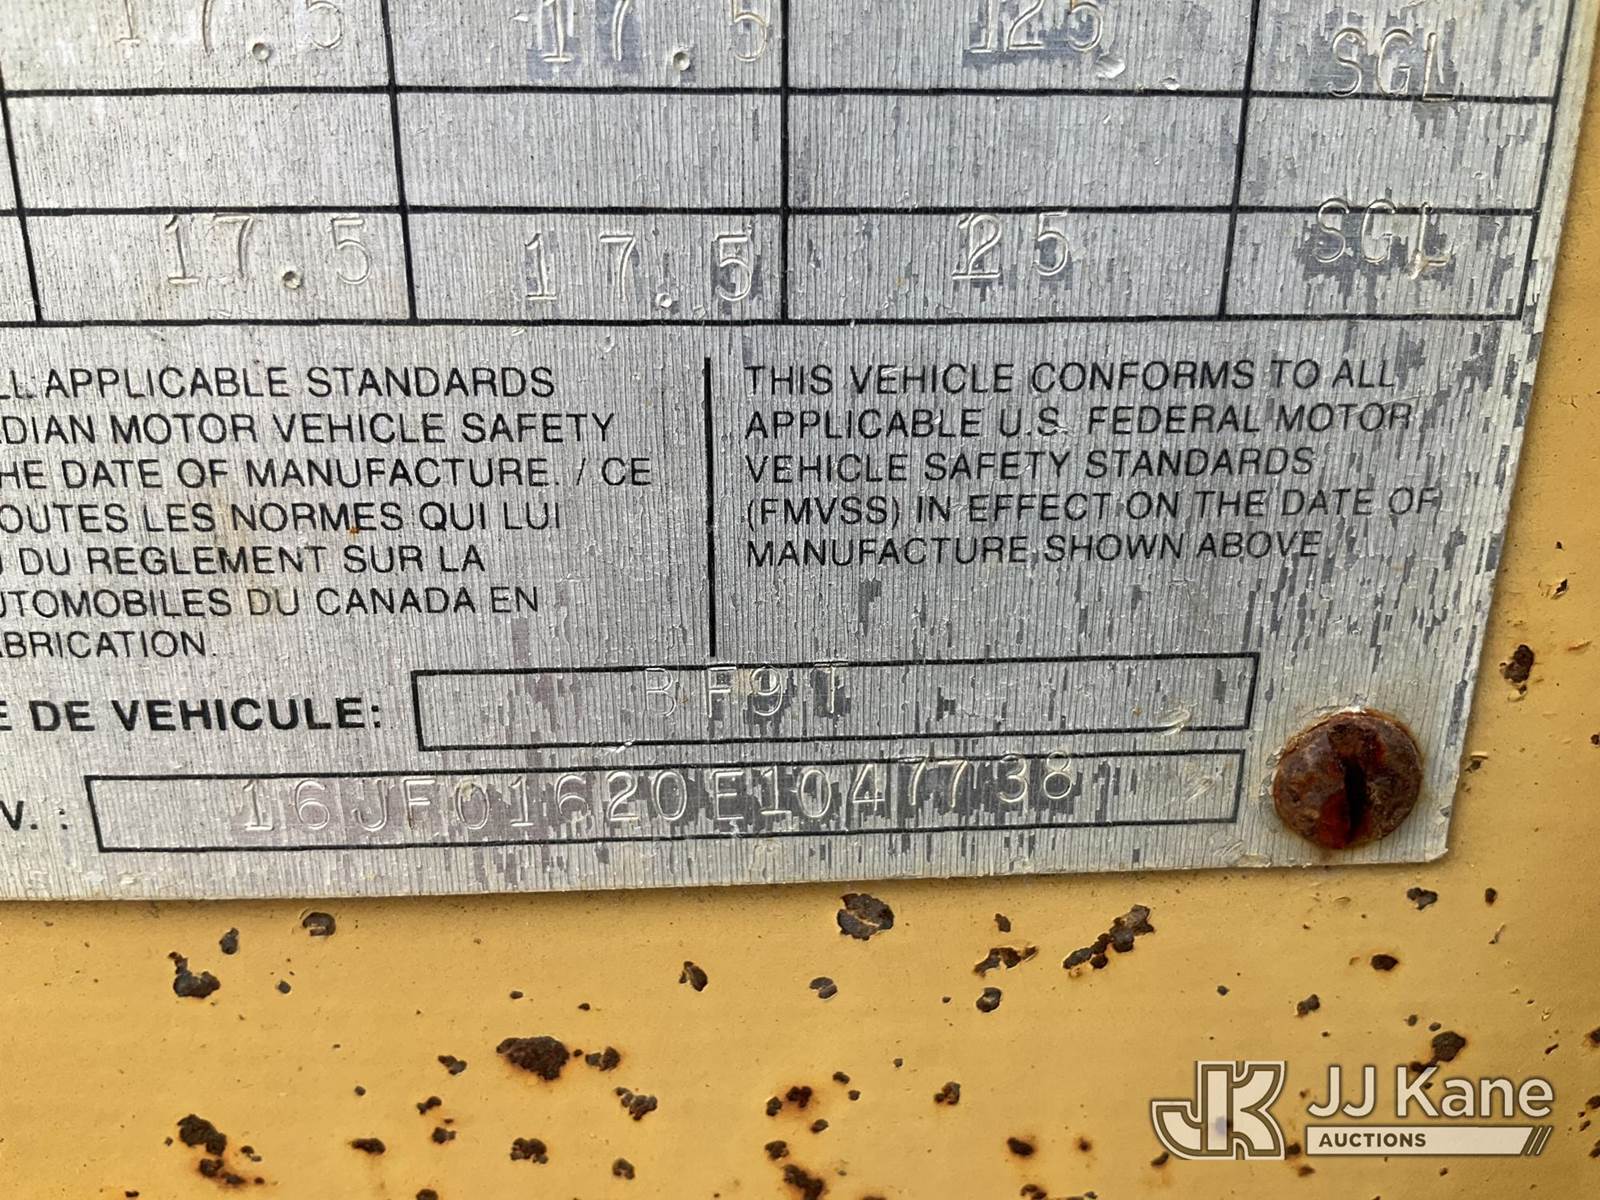 17.5 17.5 125 SGL
17.5 17.5 125 SGL
LL APPLICABLE STANDARDS
DIAN MOTOR VEHICLE SAFETY
HE DATE OF MANUFACTURE. / CE
OUTES LES NORMES QUI LUI
DU REGLEMENT SUR LA
UTOMOBILES DU CANADA EN
ABRICATION.
THIS VEHICLE CONFORMS TO ALL
APPLICABLE U.S. FEDERAL MOTOR
VEHICLE SAFETY STANDARDS
(FMVSS) IN EFFECT ON THE DATE OF
MANUFACTURE SHOWN ABOVE
E DE VEHICULE: BF9T
V. : 16JF01620E1047738
JK JJ Kane
AUCTIONS